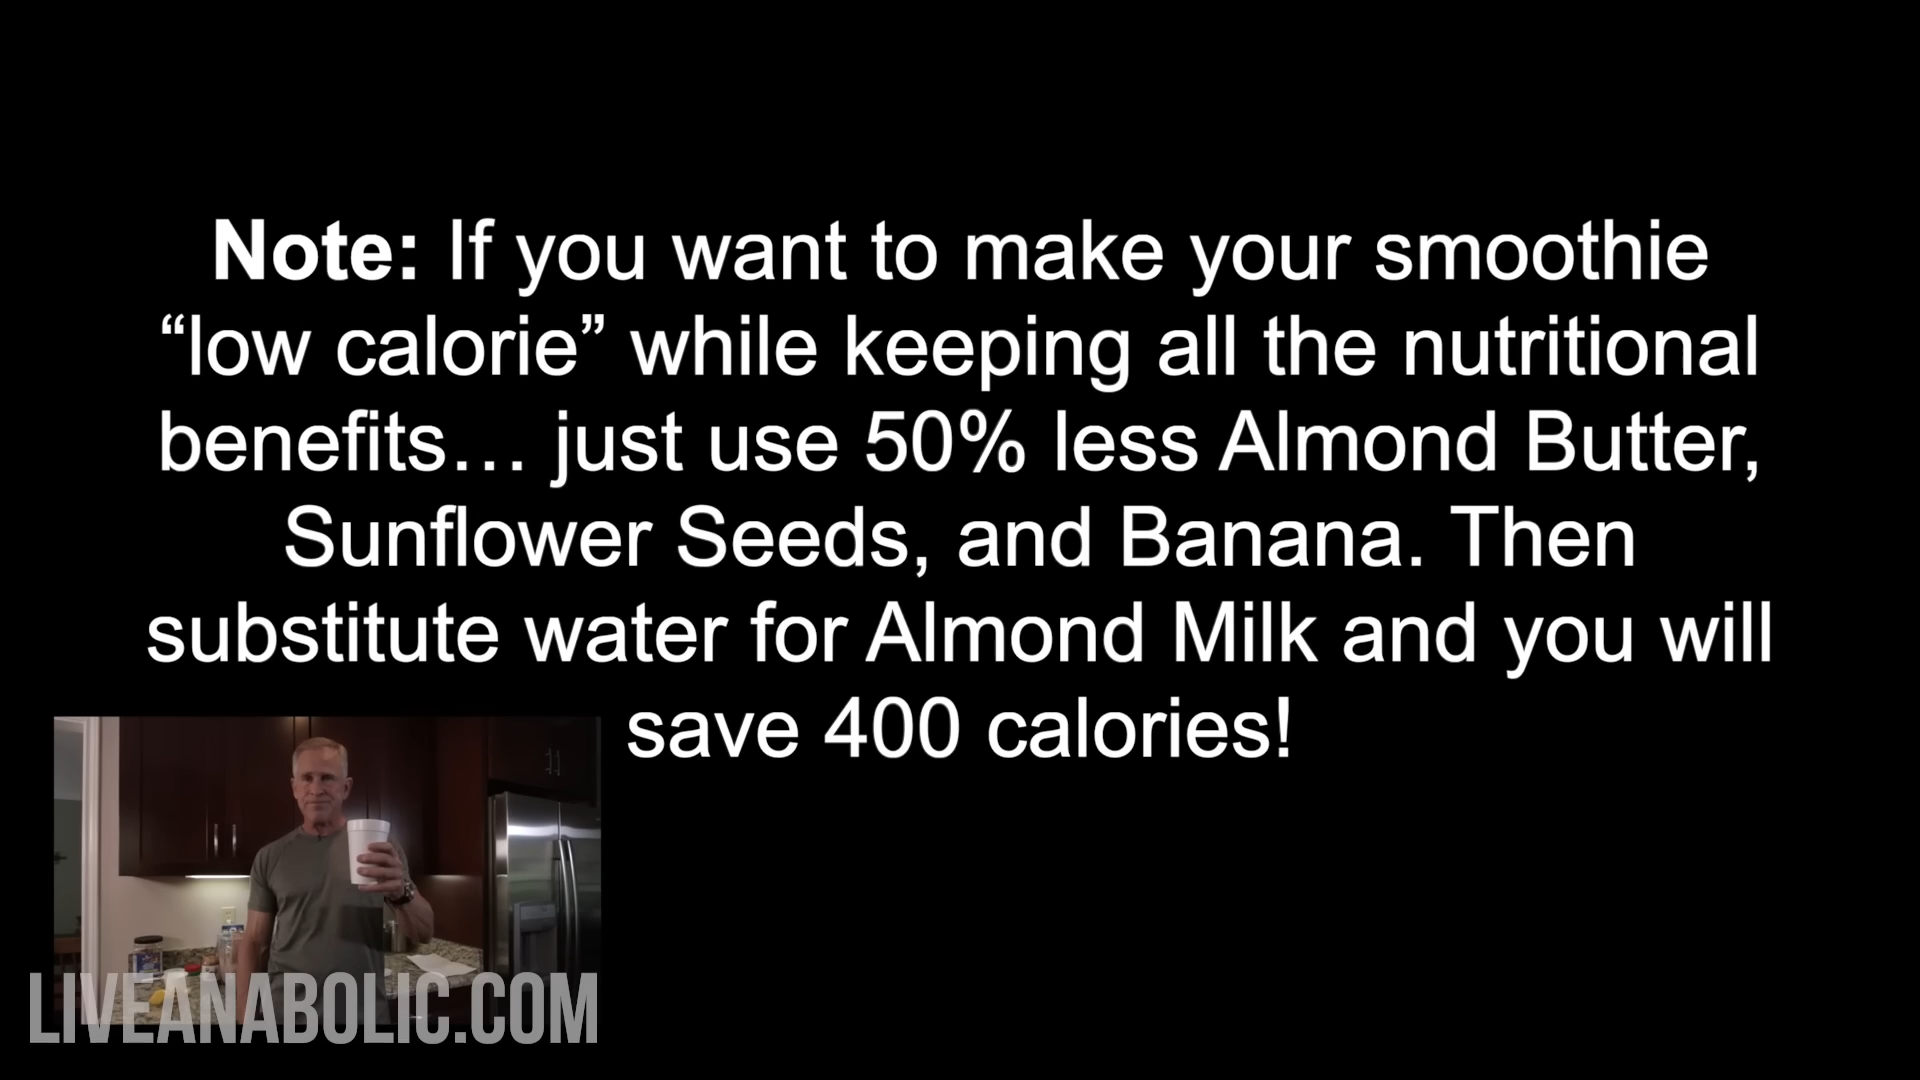 Note: If you want to make your smoothie
“low calorie” while keeping all the nutritional
benefits… just use 50% less Almond Butter,
Sunflower Seeds, and Banana. Then
substitute water for Almond Milk and you will
save 400 calories!
LIVEANABOLIC.COM